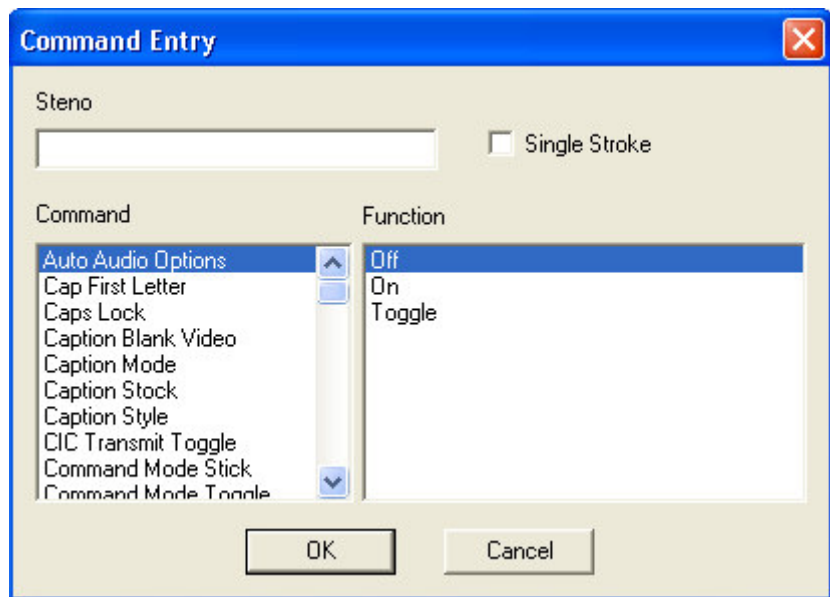 Command Entry
Steno
Single Stroke
Command
Function
Auto Audio Options
Cap First Letter
Caps Lock
Caption Blank Video
Caption Mode
Caption Stock
Caption Style
CIC Transmit Toggle
Command Mode Stick
Command Mode Toggle
Off
On
Toggle
OK
Cancel